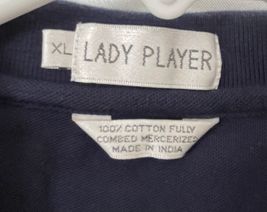 XL
LADY PLAYER
100% COTTON FULLY
COMBED MERCERIZED
MADE IN INDIA